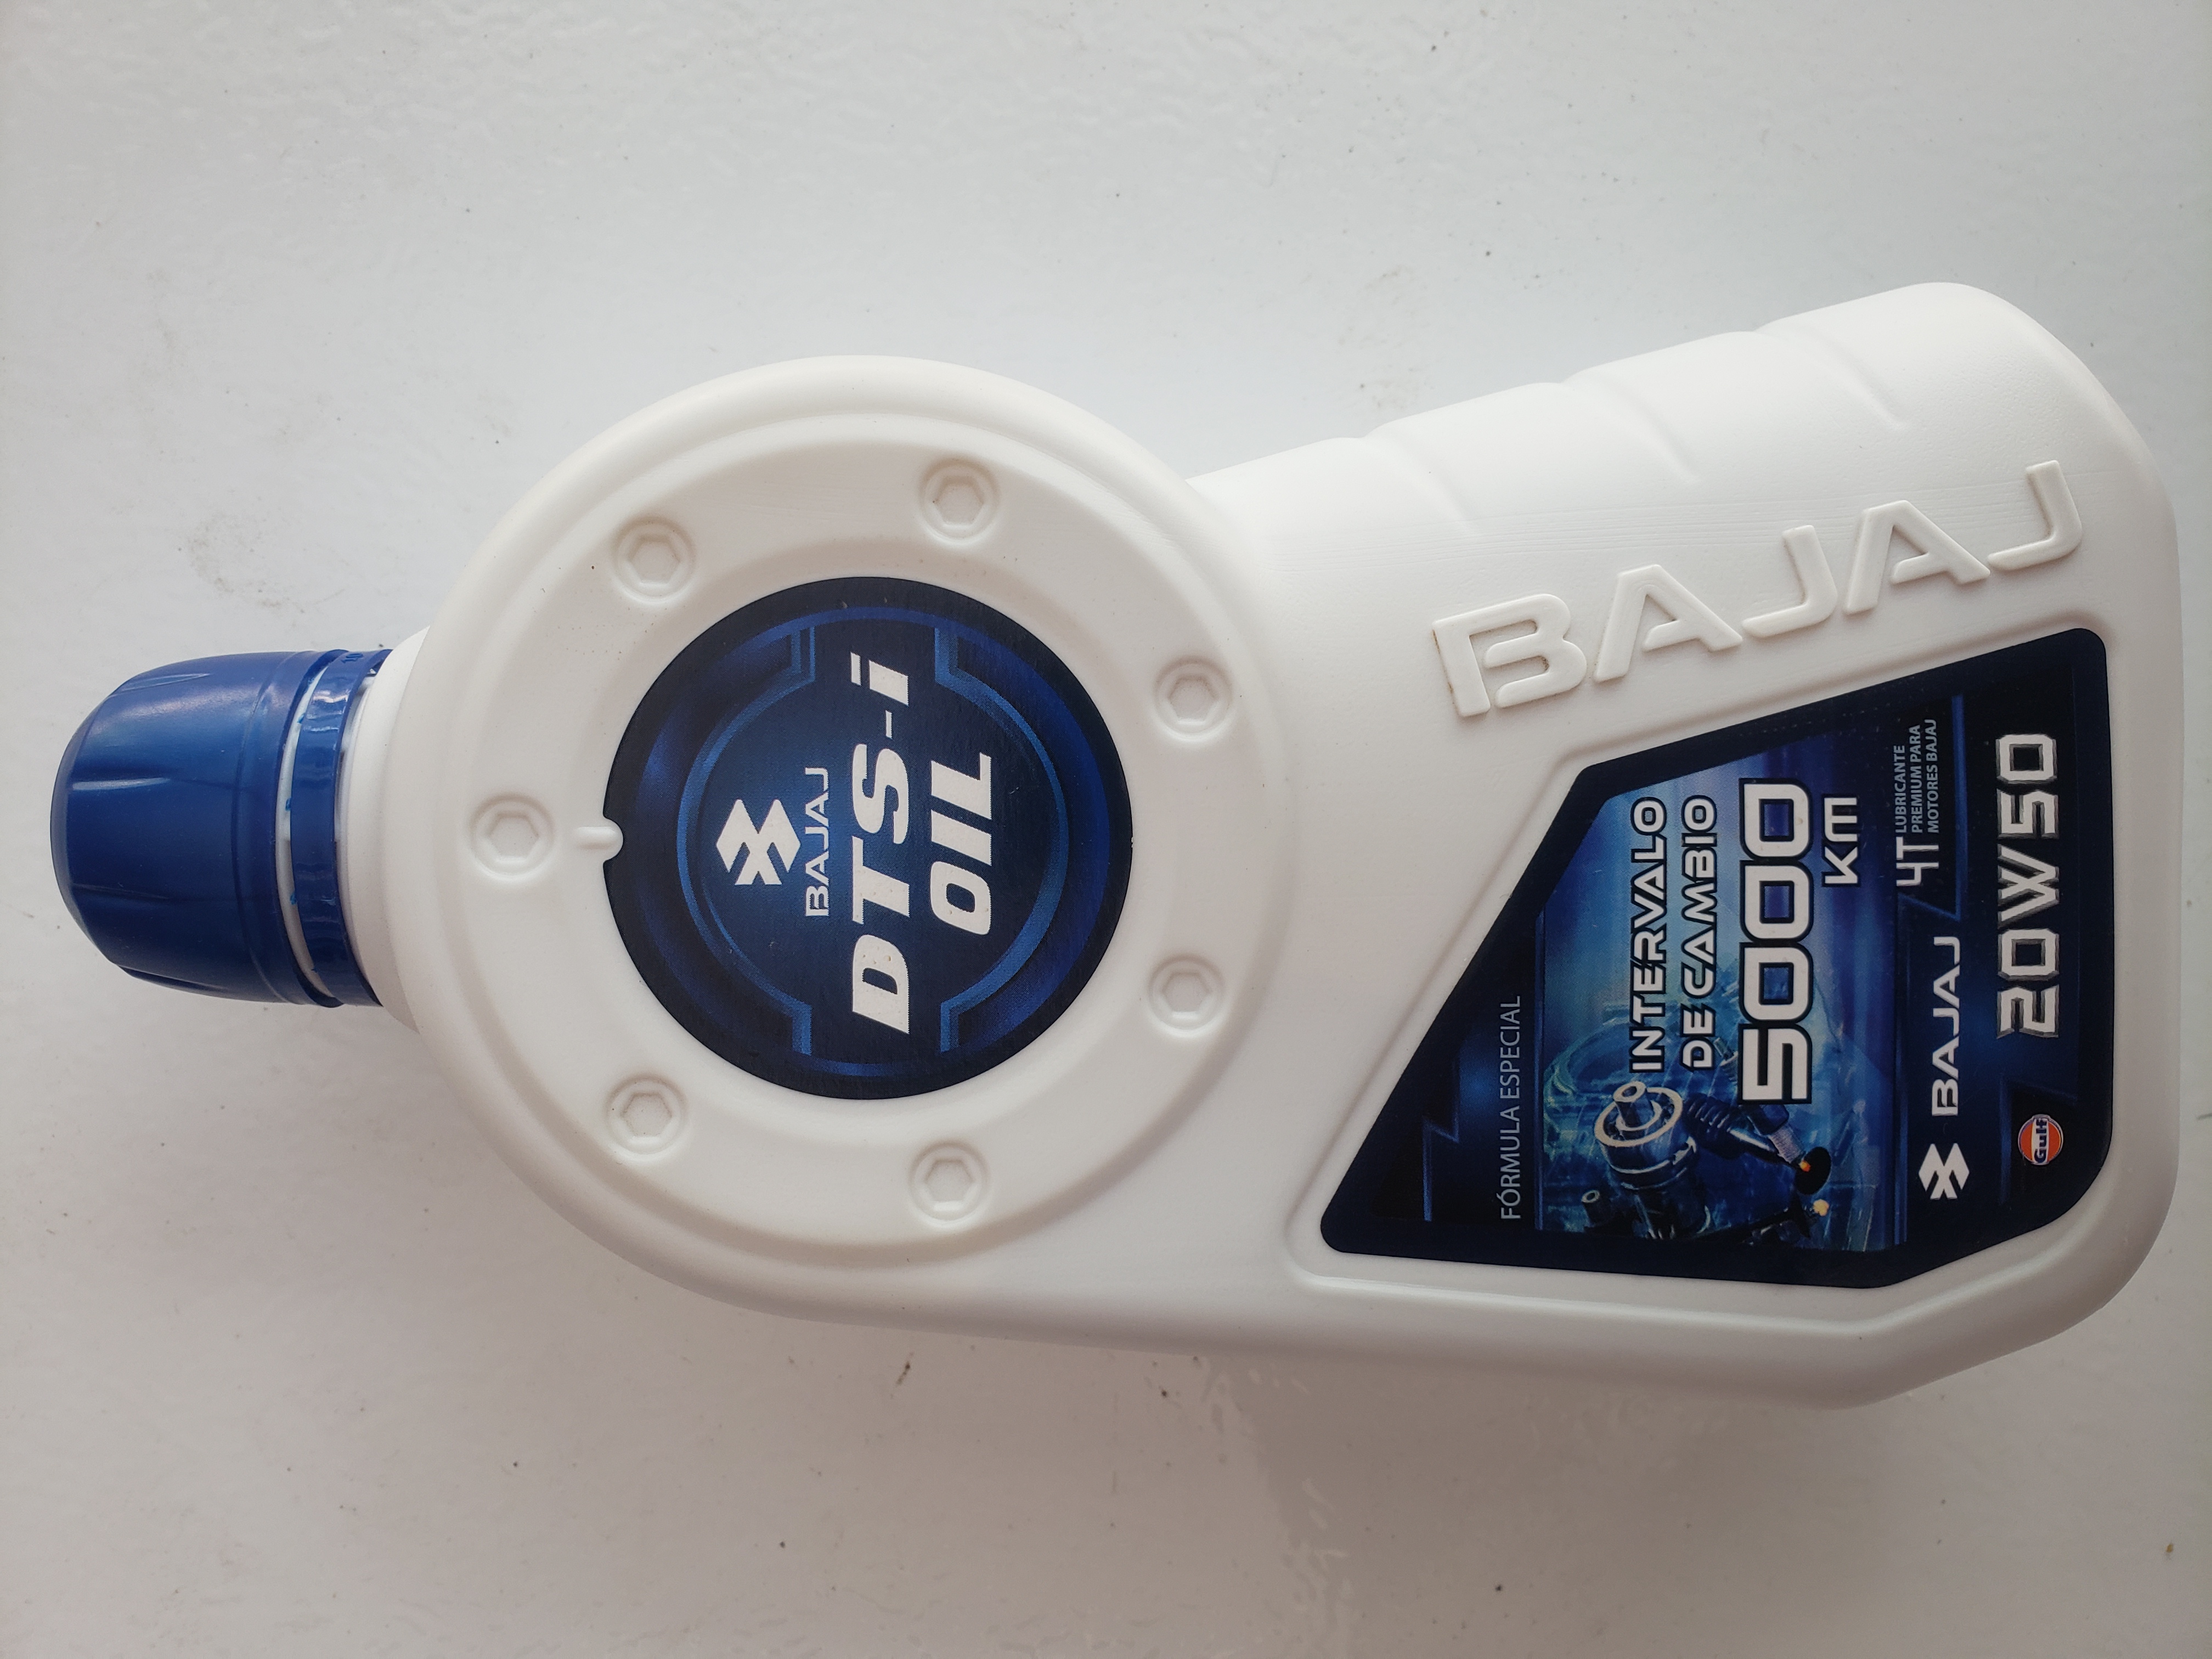 BAJAJ
DTS-i
OIL
FÓRMULA ESPECIAL
INTERVALO
DE CAMBIO
5000
KM
4T
LUBRICANTE
PREMIUM PARA
MOTORES BAJAJ
BAJAJ
Gulf
20W50
BAJAJ